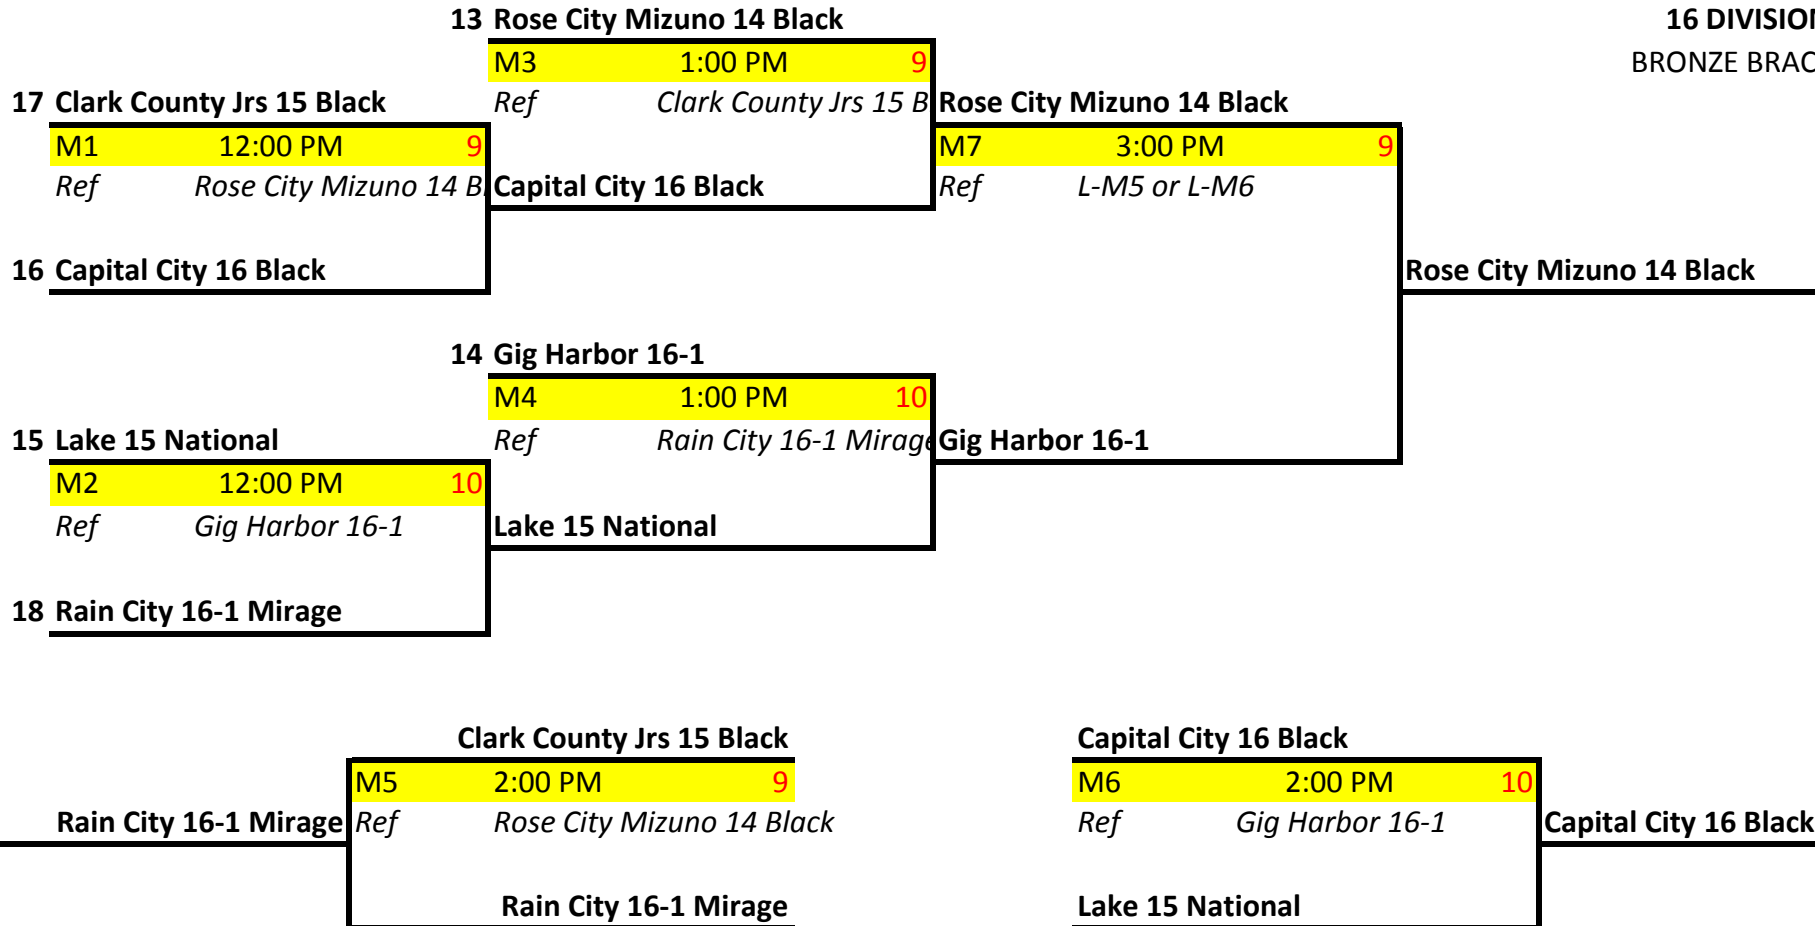 13 Rose City Mizuno 14 Black
16 DIVISION
M3 1:00 PM 9
BRONZE BRAC
17 Clark County Jrs 15 Black
Ref Clark County Jrs 15 B
Rose City Mizuno 14 Black
M1 12:00 PM 9
M7 3:00 PM 9
Ref Rose City Mizuno 14 B
Capital City 16 Black
Ref L-M5 or L-M6
16 Capital City 16 Black
Rose City Mizuno 14 Black
14 Gig Harbor 16-1
M4 1:00 PM 10
15 Lake 15 National
Ref Rain City 16-1 Mirage
Gig Harbor 16-1
M2 12:00 PM 10
Ref Gig Harbor 16-1
Lake 15 National
18 Rain City 16-1 Mirage
Clark County Jrs 15 Black
Capital City 16 Black
M5 2:00 PM 9
M6 2:00 PM 10
Rain City 16-1 Mirage
Ref Rose City Mizuno 14 Black
Ref Gig Harbor 16-1
Capital City 16 Black
Rain City 16-1 Mirage
Lake 15 National